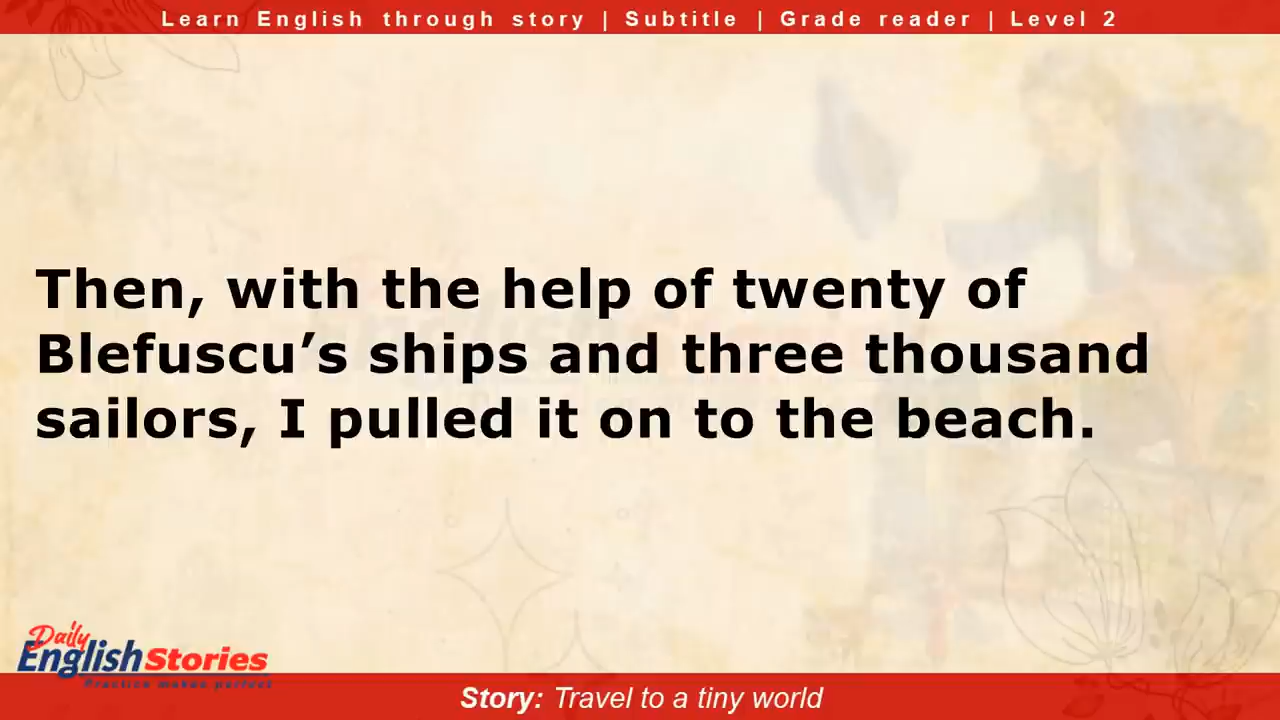 Learn English through story | Subtitle | Grade reader | Level 2
Then, with the help of twenty of
Blefuscu’s ships and three thousand
sailors, I pulled it on to the beach.
Daily
English Stories
Practice makes perfect
Story: Travel to a tiny world